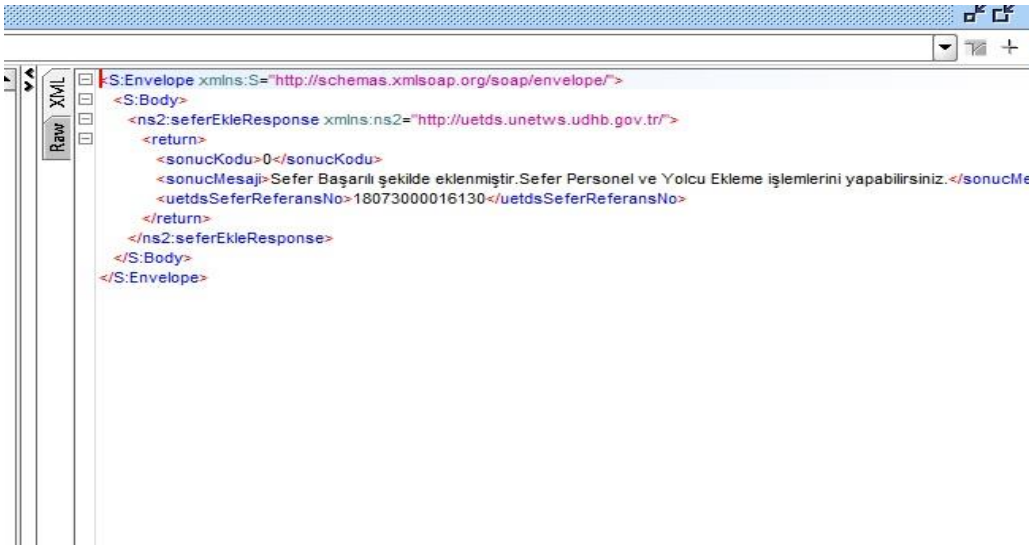 XML
Raw
<S:Envelope xmlns:S="http://schemas.xmlsoap.org/soap/envelope/">
<S:Body>
<ns2:seferEkleResponse xmlns:ns2="http://uetds.unetws.udhb.gov.tr/">
<return>
<sonucKodu>0</sonucKodu>
<sonucMesaji>Sefer Başarılı şekilde eklenmiştir.Sefer Personel ve Yolcu Ekleme işlemlerini yapabilirsiniz.</sonucMe
<uetdsSeferReferansNo>18073000016130</uetdsSeferReferansNo>
</return>
</ns2:seferEkleResponse>
</S:Body>
</S:Envelope>